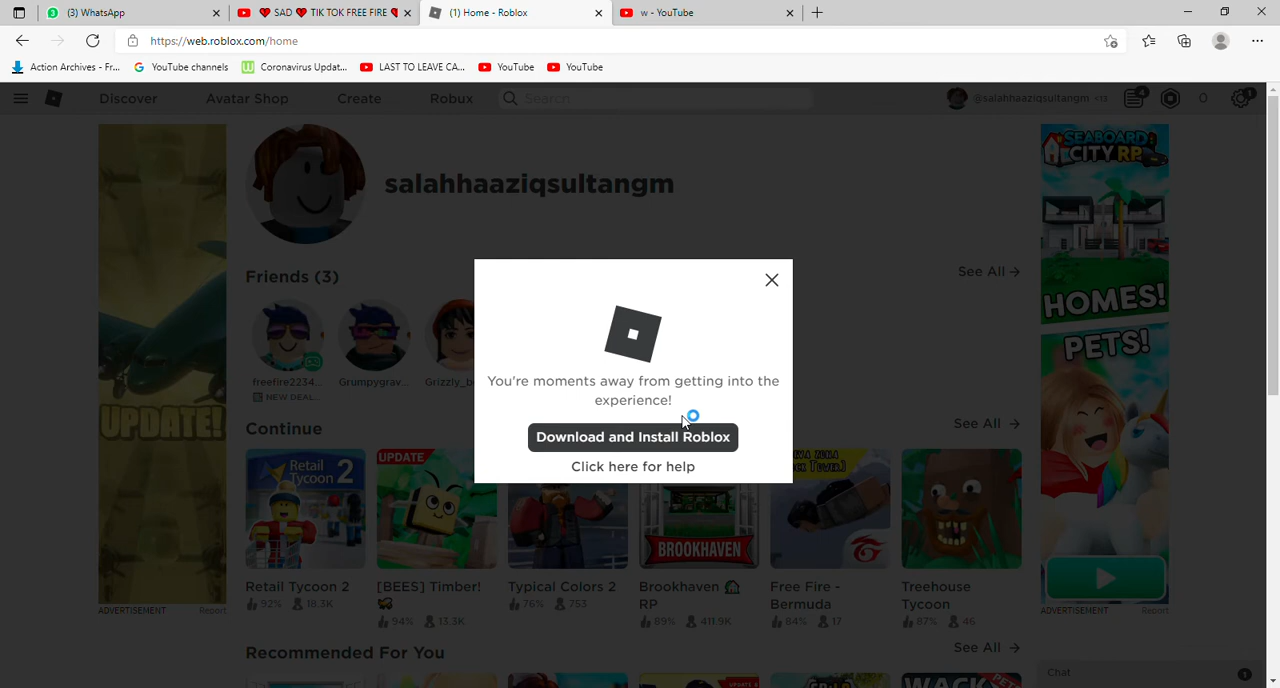 (3) WhatsApp
SAD ❤ TIK TOK FREE FIRE
(1) Home - Roblox
w - YouTube
https://web.roblox.com/home
Action Archives - Fr...
YouTube channels
Coronavirus Updat...
LAST TO LEAVE CA...
YouTube
YouTube
Discover
Avatar Shop
Create
Robux
Search
@salahhaaziqsultangm <13
4
0
1
salahhaaziqsultangm
Friends (3)
See All →
freefire2234...
Grumpygrav...
Grizzly_b
NEW DEAL...
You're moments away from getting into the
experience!
Download and Install Roblox
Click here for help
Continue
See All →
UPDATE!
Retail
Tycoon 2
UPDATE
BROOKHAVEN
Retail Tycoon 2
92% 18.3K
[BEES] Timber!
94% 13.3K
Typical Colors 2
76% 753
Brookhaven
RP
89% 411.9K
Free Fire -
Bermuda
84% 17
Treehouse
Tycoon
87% 46
ADVERTISEMENT
Report
SEABOARD
CITY RP
HOMES!
PETS!
ADVERTISEMENT
Report
Recommended For You
See All →
WACK
PETS
Chat
1